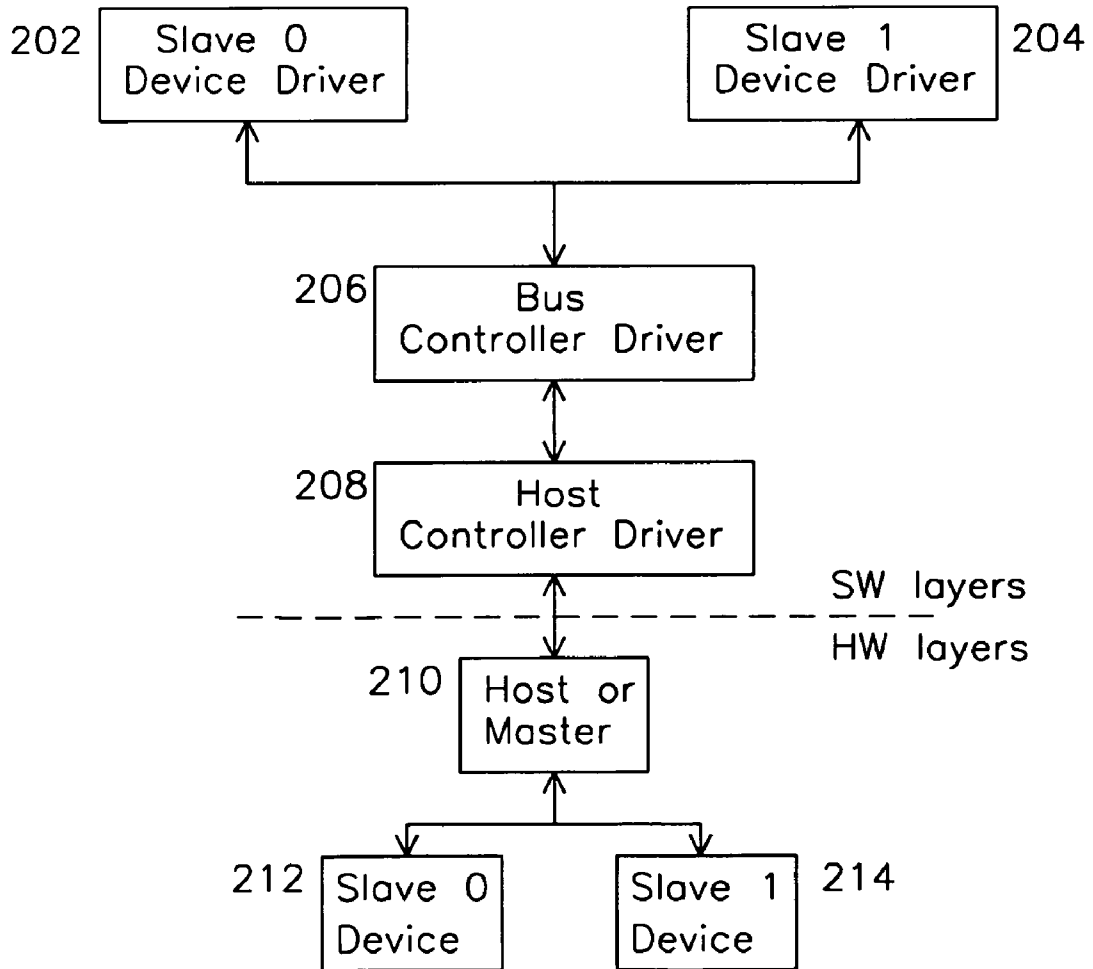 202
Slave 0
Device Driver
Slave 1
Device Driver
204
206
Bus
Controller Driver
208
Host
Controller Driver
SW layers
HW layers
210
Host or
Master
212
Slave 0
Device
Slave 1
Device
214